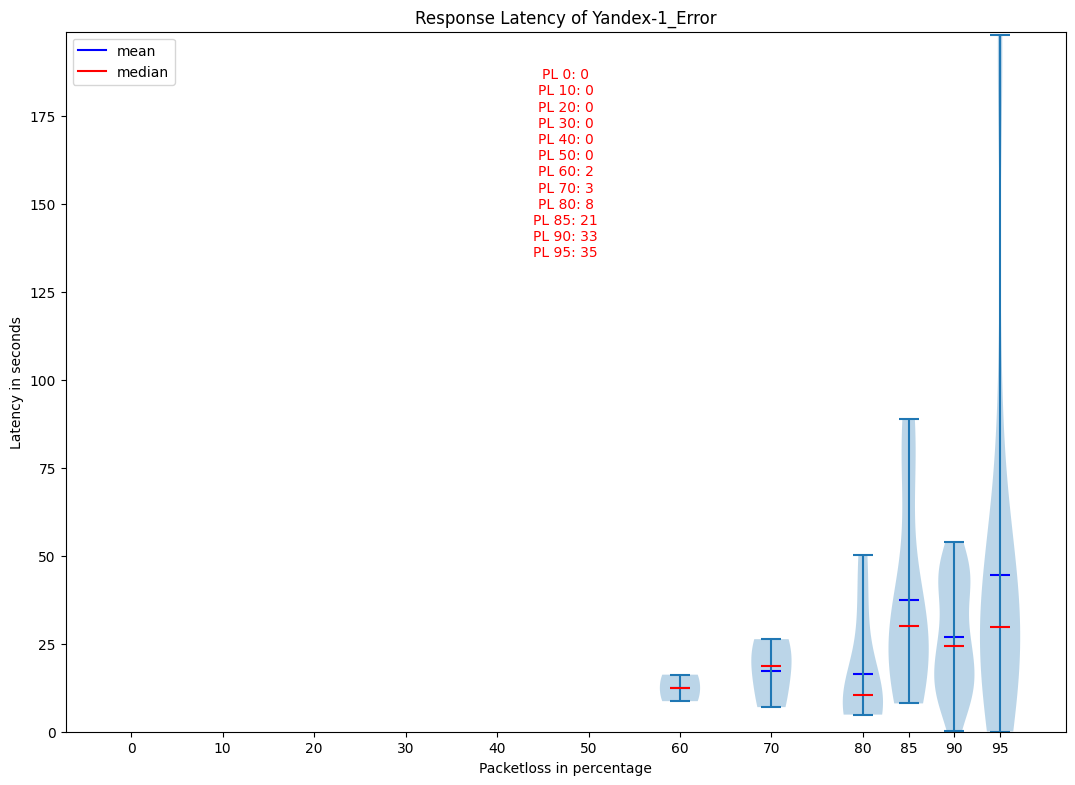 Response Latency of Yandex-1_Error
mean
median
PL 0: 0
PL 10: 0
PL 20: 0
PL 30: 0
PL 40: 0
PL 50: 0
PL 60: 2
PL 70: 3
PL 80: 8
PL 85: 21
PL 90: 33
PL 95: 35
175
150
125
100
75
50
25
0
Latency in seconds
0 10 20 30 40 50 60 70 80 85 90 95
Packetloss in percentage